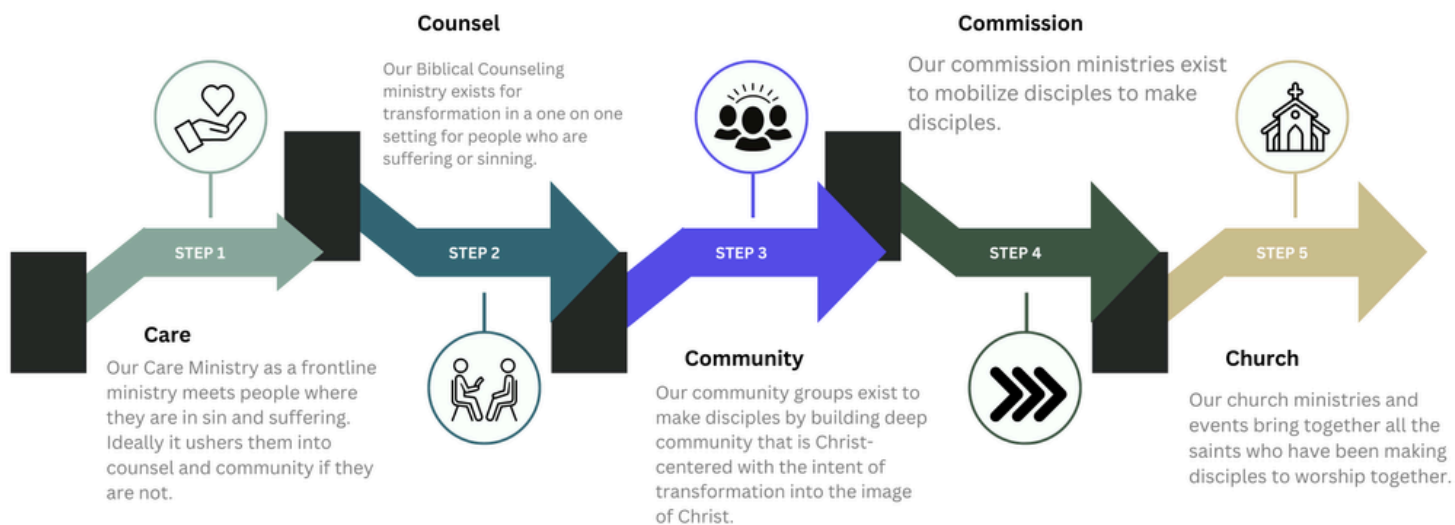 Counsel
Our Biblical Counseling
ministry exists for
transformation in a one on one
setting for people who are
suffering or sinning.
Commission
Our commission ministries exist
to mobilize disciples to make
disciples.
STEP 1
STEP 2
STEP 3
STEP 4
STEP 5
Care
Our Care Ministry as a frontline
ministry meets people where
they are in sin and suffering.
Ideally it ushers them into
counsel and community if they
are not.
Community
Our community groups exist to
make disciples by building deep
community that is Christ-
centered with the intent of
transformation into the image
of Christ.
Church
Our church ministries and
events bring together all the
saints who have been making
disciples to worship together.